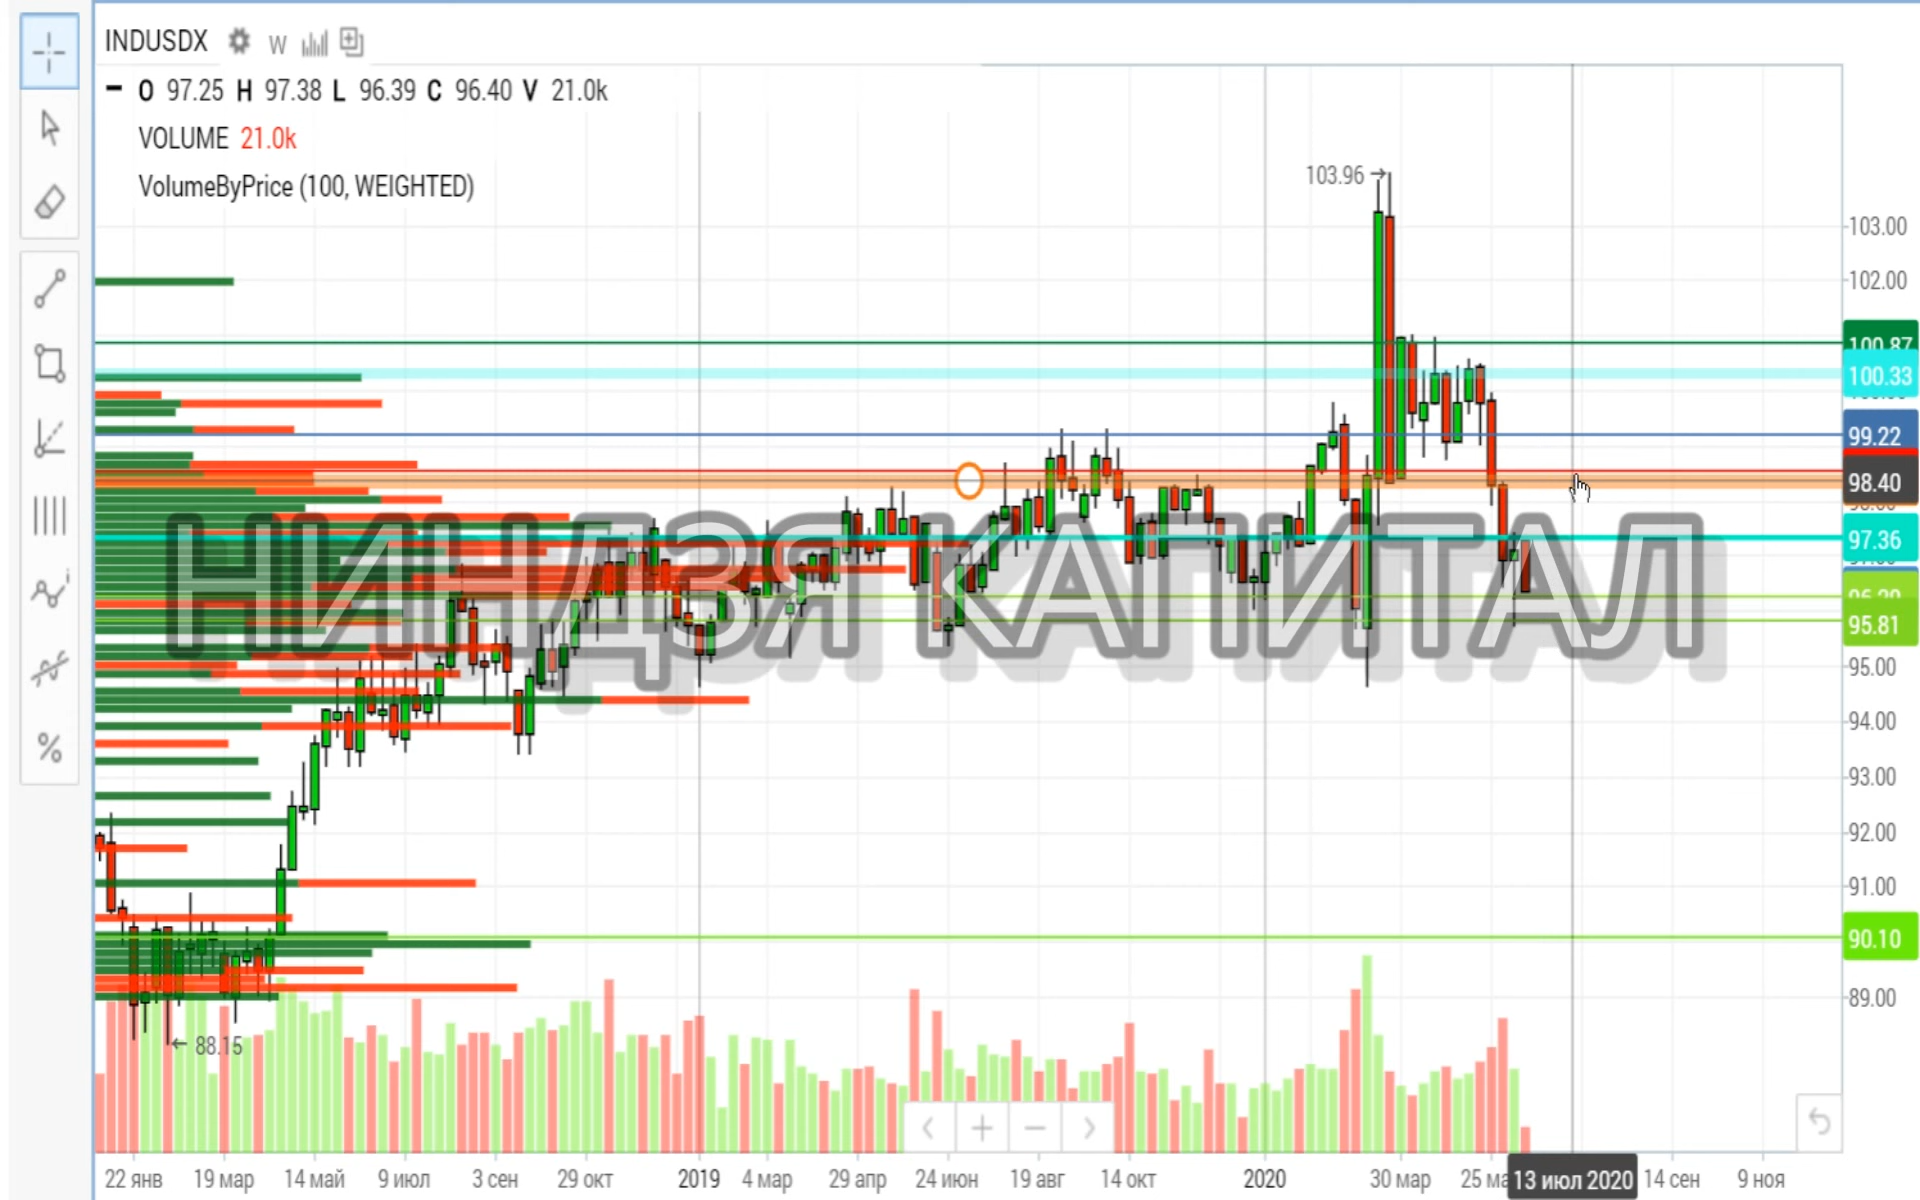 INDUSDX W
O 97.25 H 97.38 L 96.39 C 96.40 V 21.0k
VOLUME 21.0k
VolumeByPrice (100, WEIGHTED)
103.96
103.00
102.00
100.87
100.33
99.22
98.40
97.36
НИНДЗЯ КАПИТАЛ
95.81
95.00
94.00
93.00
92.00
91.00
90.10
89.00
88.15
22 янв 19 мар 14 май 9 июл 3 сен 29 окт 2019 4 мар 29 апр 24 июн 19 авг 14 окт 2020 30 мар 25 ма 13 июл 2020 14 сен 9 ноя